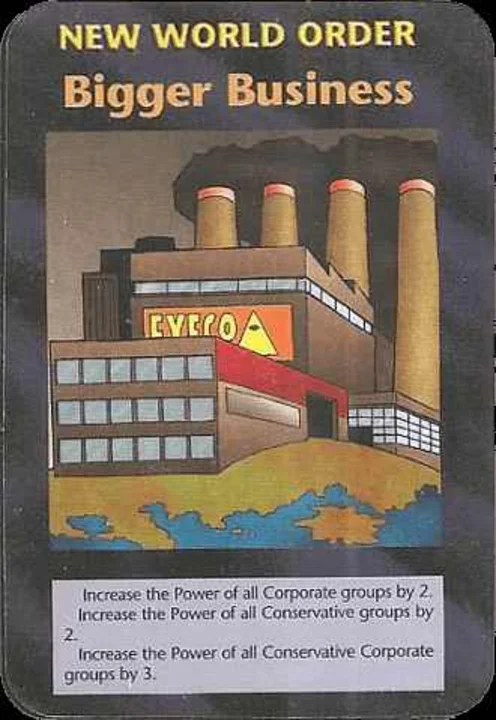 NEW WORLD ORDER
Bigger Business
EYECO
Increase the Power of all Corporate groups by 2.
Increase the Power of all Conservative groups by
2.
Increase the Power of all Conservative Corporate
groups by 3.